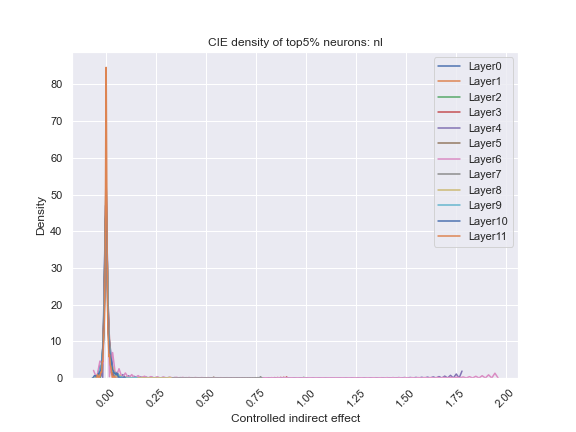 CIE density of top5% neurons: nl
Density
80
70
60
50
40
30
20
10
0
Layer0
Layer1
Layer2
Layer3
Layer4
Layer5
Layer6
Layer7
Layer8
Layer9
Layer10
Layer11
0.00 0.25 0.50 0.75 1.00 1.25 1.50 1.75 2.00
Controlled indirect effect